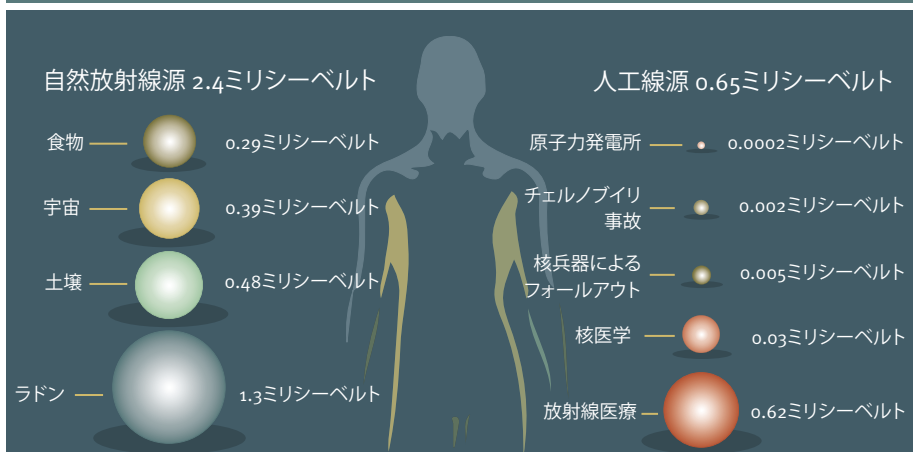 自然放射線源 2.4ミリシーベルト
食物 0.29ミリシーベルト
宇宙 0.39ミリシーベルト
土壌 0.48ミリシーベルト
ラドン 1.3ミリシーベルト
人工線源 0.65ミリシーベルト
原子力発電所 0.0002ミリシーベルト
チェルノブイリ
事故 0.002ミリシーベルト
核兵器による
フォールアウト 0.005ミリシーベルト
核医学 0.03ミリシーベルト
放射線医療 0.62ミリシーベルト